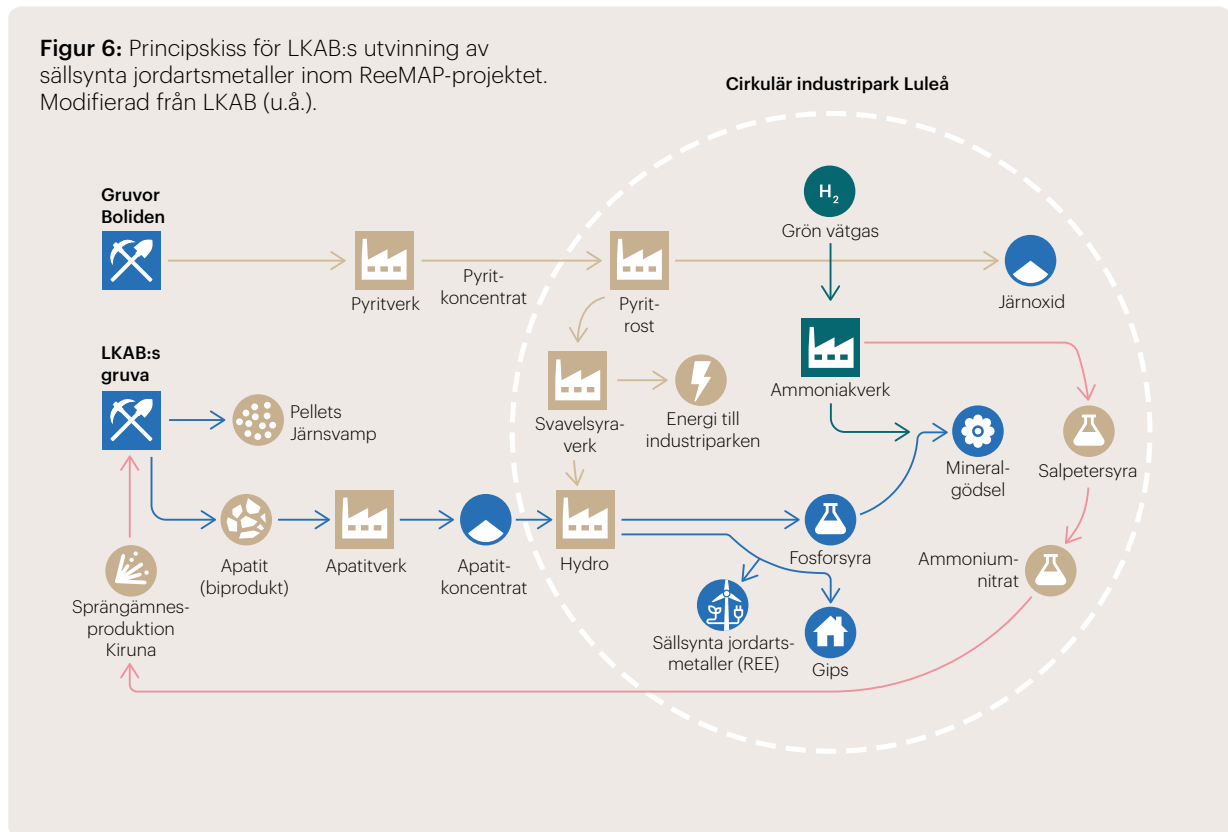 Figur 6: Principskiss för LKAB:s utvinning av
sällsynta jordartsmetaller inom ReeMAP-projektet.
Modifierad från LKAB (u.å.).
Cirkulär industripark Luleå
Gruvor
Boliden
H₂
Grön vätgas
Pyritverk
Pyrit-
koncentrat
Pyrit-
rost
Järnoxid
LKAB:s
gruva
Pellets
Järnsvamp
Svavelsyra-
verk
Energi till
industriparken
Ammoniakverk
Mineral-
gödsel
Salpetersyra
Sprängämnes-
produktion
Kiruna
Apatit
(biprodukt)
Apatitverk
Apatit-
koncentrat
Hydro
Fosforsyra
Ammonium-
nitrat
Sällsynta jordarts-
metaller (REE)
Gips